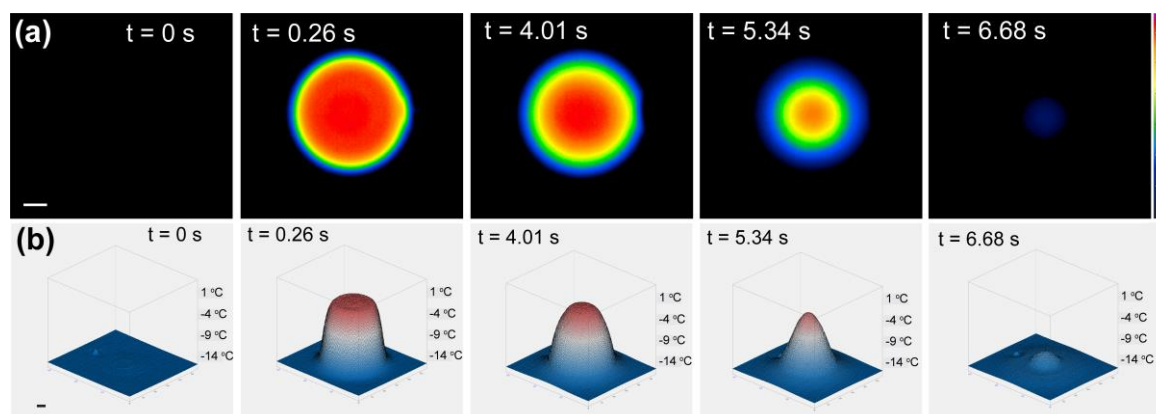 (a)
t = 0 s
t = 0.26 s
t = 4.01 s
t = 5.34 s
t = 6.68 s
(b)
t = 0 s
t = 0.26 s
t = 4.01 s
t = 5.34 s
t = 6.68 s
1 °C
-4 °C
-9 °C
-14 °C
1 °C
-4 °C
-9 °C
-14 °C
1 °C
-4 °C
-9 °C
-14 °C
1 °C
-4 °C
-9 °C
-14 °C
1 °C
-4 °C
-9 °C
-14 °C